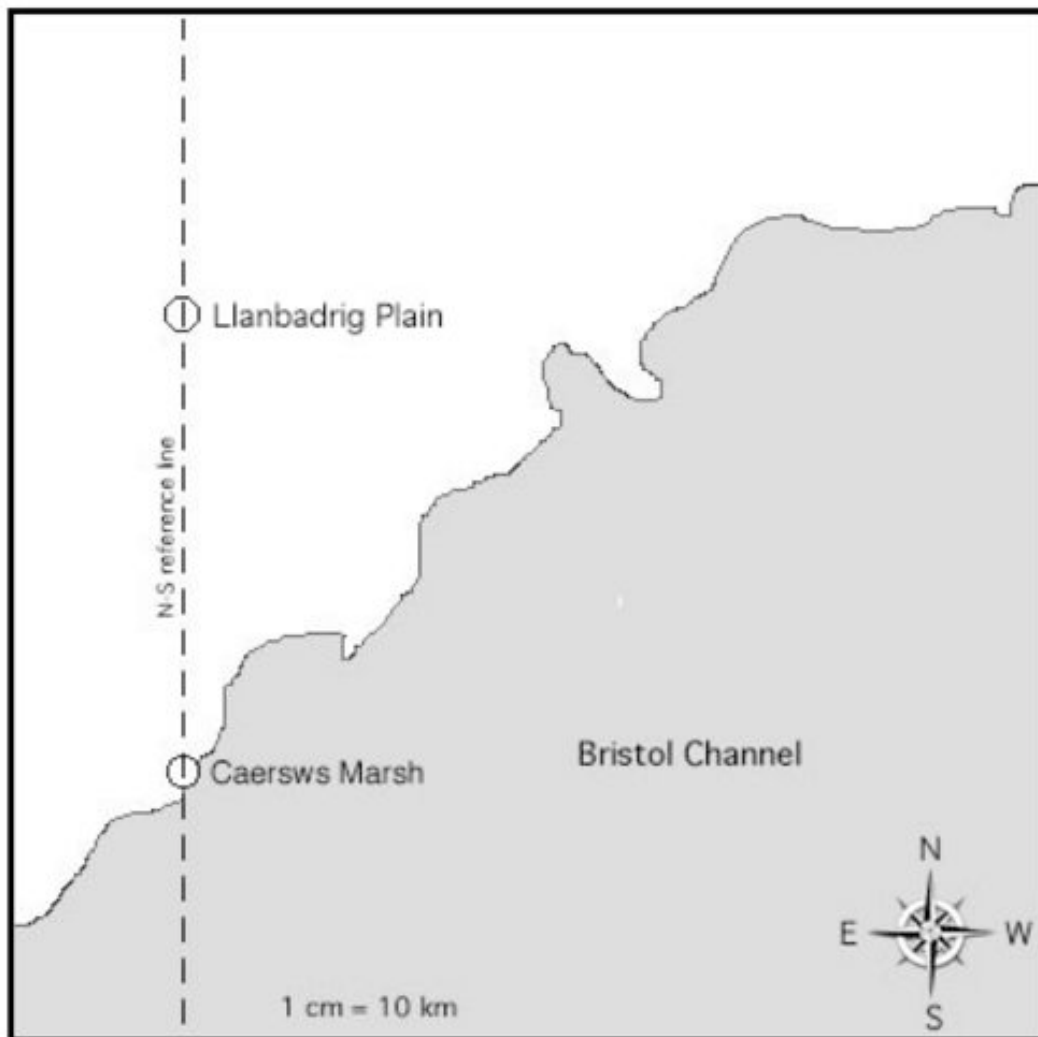 Llanbadrig Plain
N-S reference line
Caersws Marsh
Bristol Channel
N
E W
S
1 cm = 10 km